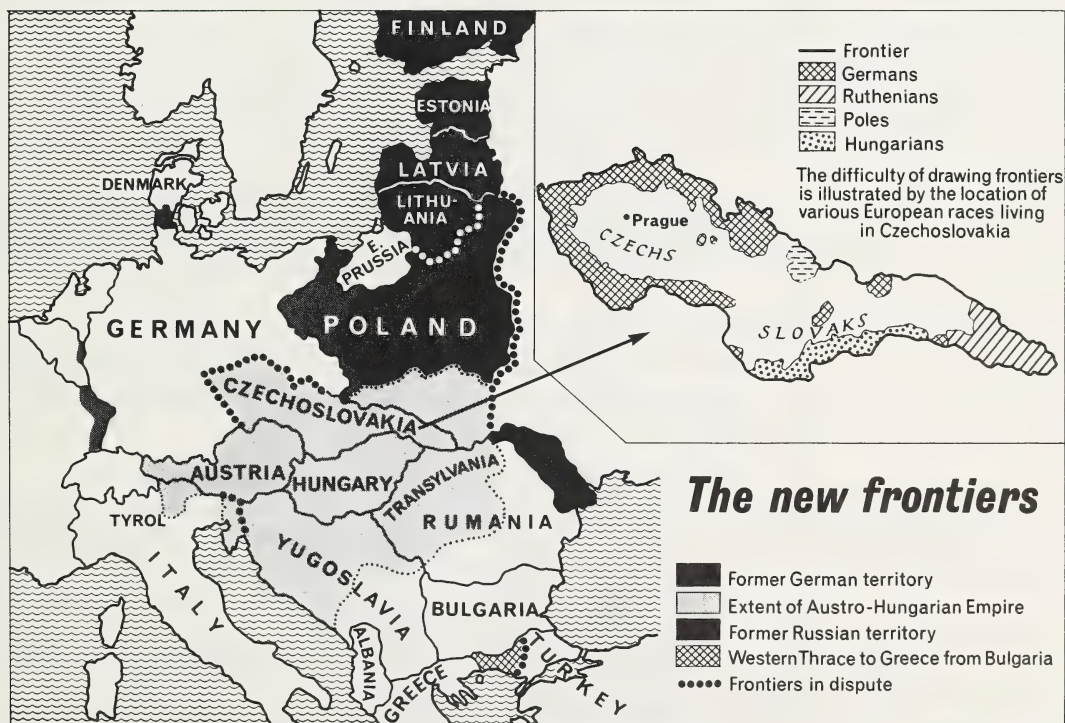 FINLAND
ESTONIA
LATVIA
LITHU-
ANIA
DENMARK
E.
PRUSSIA
GERMANY
POLAND
CZECHOSLOVAKIA
AUSTRIA
HUNGARY
TRANSYLVANIA
TYROL
RUMANIA
ITALY
YUGOSLAVIA
BULGARIA
ALBANIA
GREECE
TURKEY
Frontier
Germans
Ruthenians
Poles
Hungarians
The difficulty of drawing frontiers
is illustrated by the location of
various European races living
in Czechoslovakia
Prague
CZECHS
SLOVAKS
The new frontiers
Former German territory
Extent of Austro-Hungarian Empire
Former Russian territory
Western Thrace to Greece from Bulgaria
Frontiers in dispute